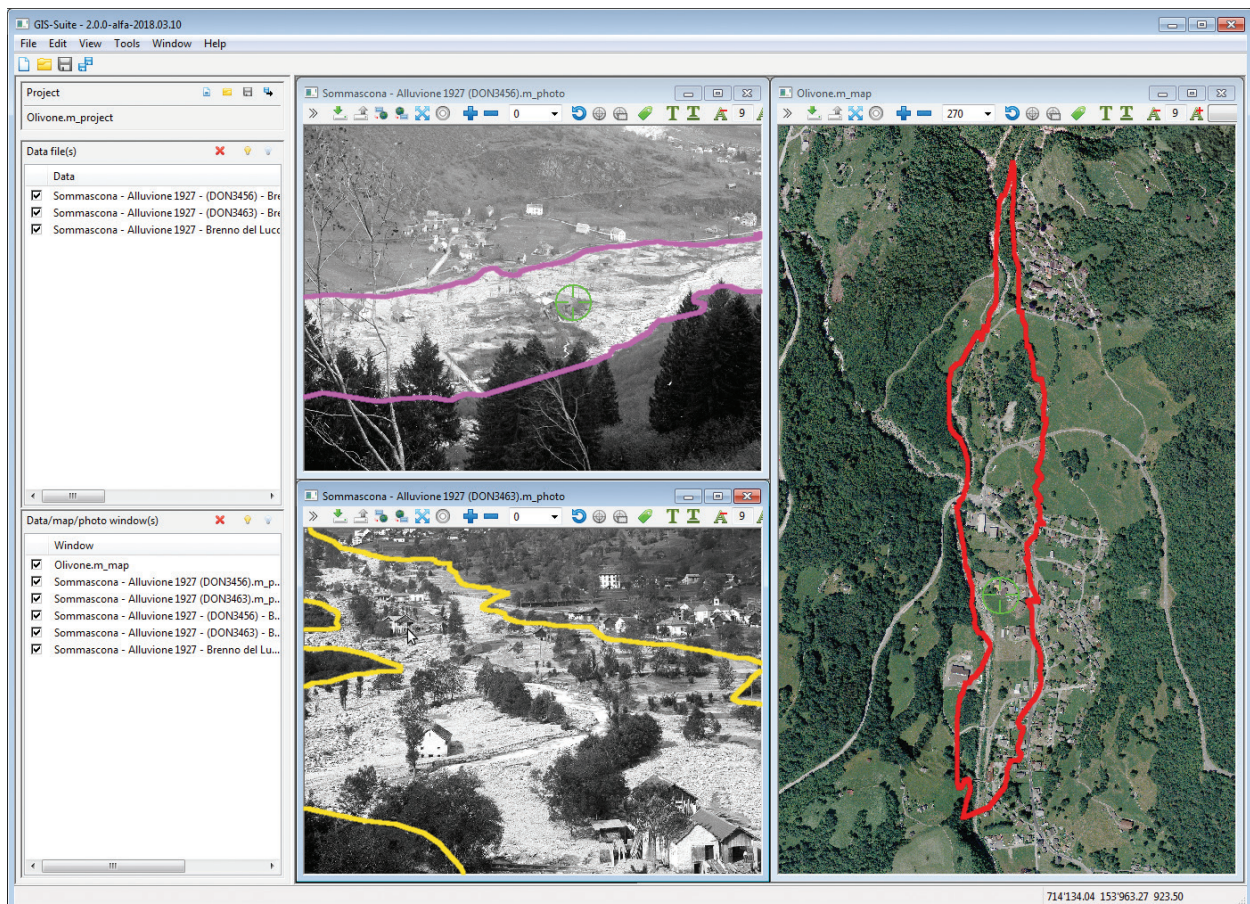 GIS-Suite - 2.0.0-alfa-2018.03.10
File Edit View Tools Window Help
Project
Olivone.m_project
Data file(s)
Data
Sommascona - Alluvione 1927 - (DON3456) - Bre
Sommascona - Alluvione 1927 - (DON3463) - Bre
Sommascona - Alluvione 1927 - Brenno del Lucc
Data/map/photo window(s)
Window
Olivone.m_map
Sommascona - Alluvione 1927 (DON3456).m_p...
Sommascona - Alluvione 1927 (DON3463).m_p...
Sommascona - Alluvione 1927 - (DON3456) - B...
Sommascona - Alluvione 1927 - (DON3463) - B...
Sommascona - Alluvione 1927 - Brenno del Lu...
Sommascona - Alluvione 1927 (DON3456).m_photo
0 T T A 9 A
Sommascona - Alluvione 1927 (DON3463).m_photo
0 T T A 9 A
Olivone.m_map
270 T T A 9 A
714'134.04 153'963.27 923.50